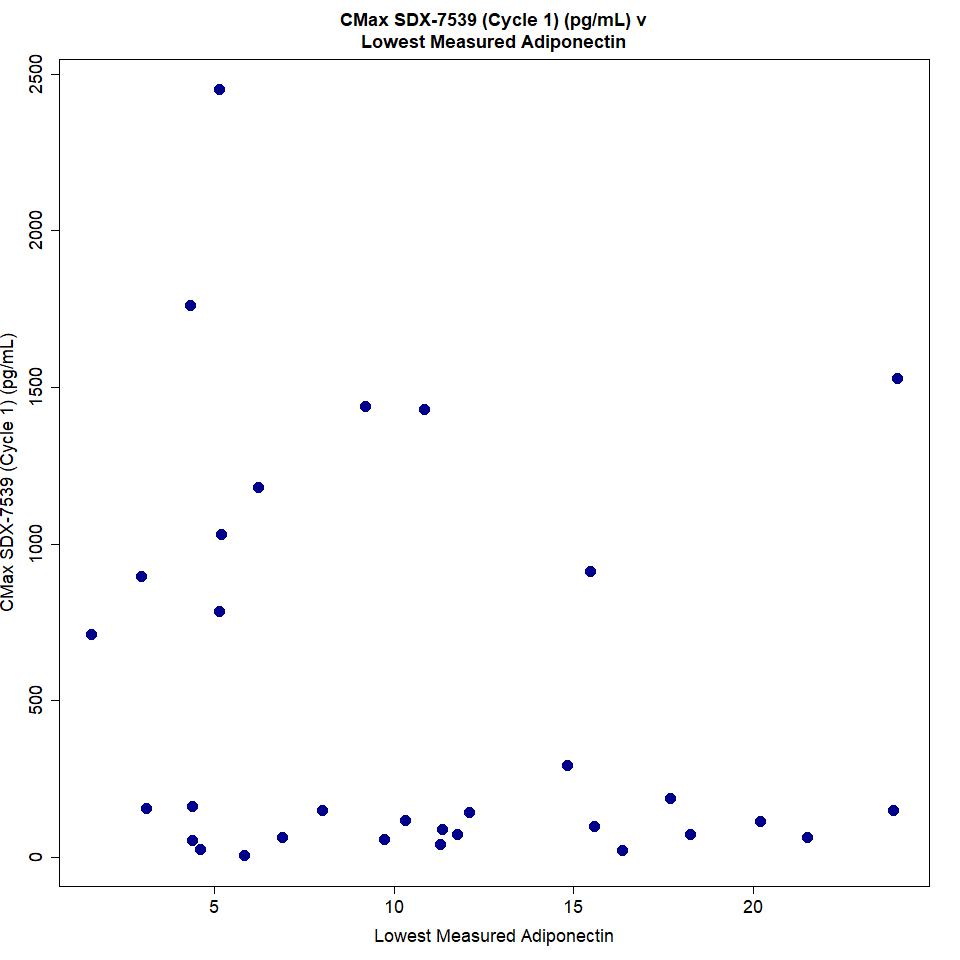 CMax SDX-7539 (Cycle 1) (pg/mL) v
Lowest Measured Adiponectin
CMax SDX-7539 (Cycle 1) (pg/mL)
2500
2000
1500
1000
500
0
5
10
15
20
Lowest Measured Adiponectin